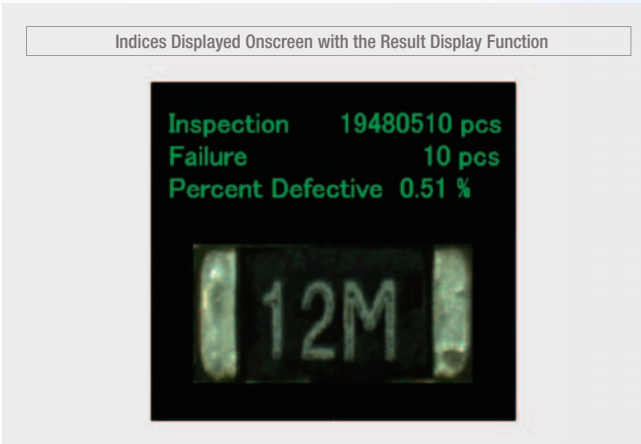 Indices Displayed Onscreen with the Result Display Function
Inspection 19480510 pcs
Failure 10 pcs
Percent Defective 0.51 %
12M